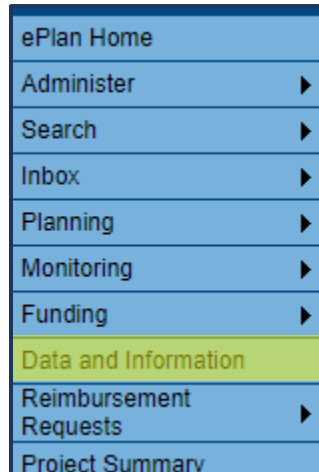 ePlan Home
Administer
Search
Inbox
Planning
Monitoring
Funding
Data and Information
Reimbursement
Requests
Project Summary